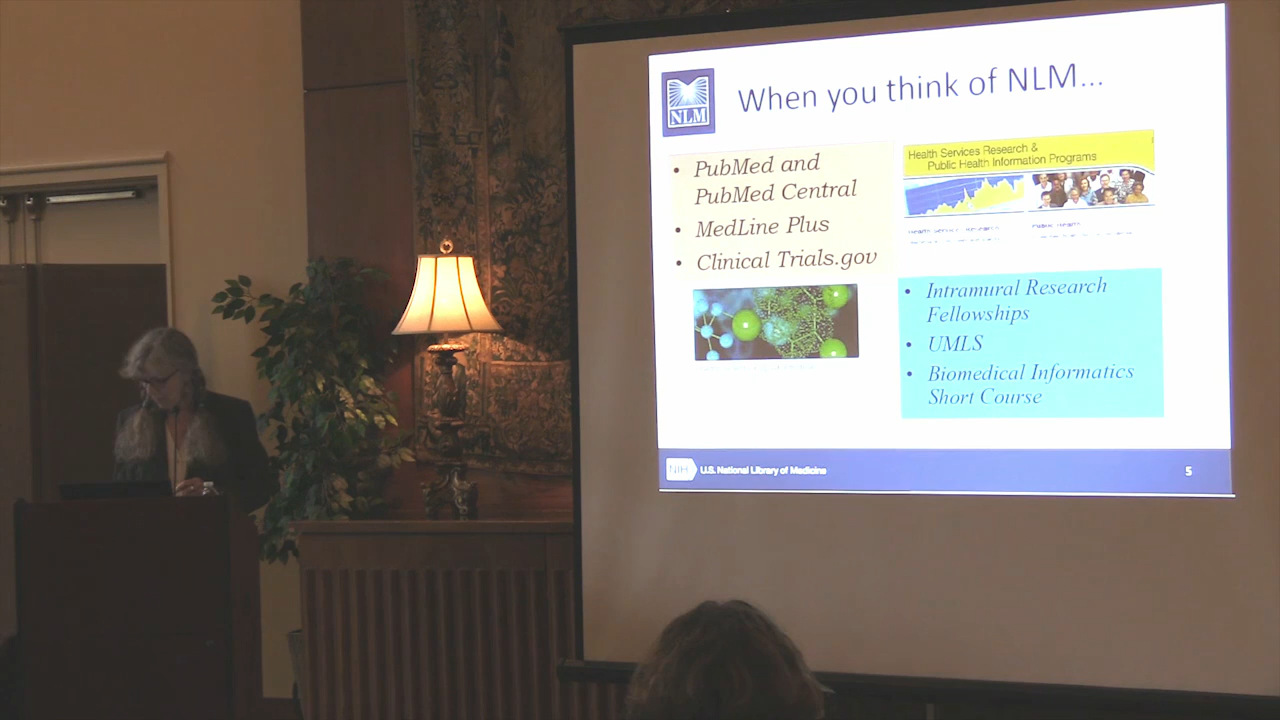 NLM
When you think of NLM...
• PubMed and
PubMed Central
• MedLine Plus
• Clinical Trials.gov
Health Services Research &
Public Health Information Programs
• Intramural Research
Fellowships
• UMLS
• Biomedical Informatics
Short Course
NIH U.S. National Library of Medicine
5